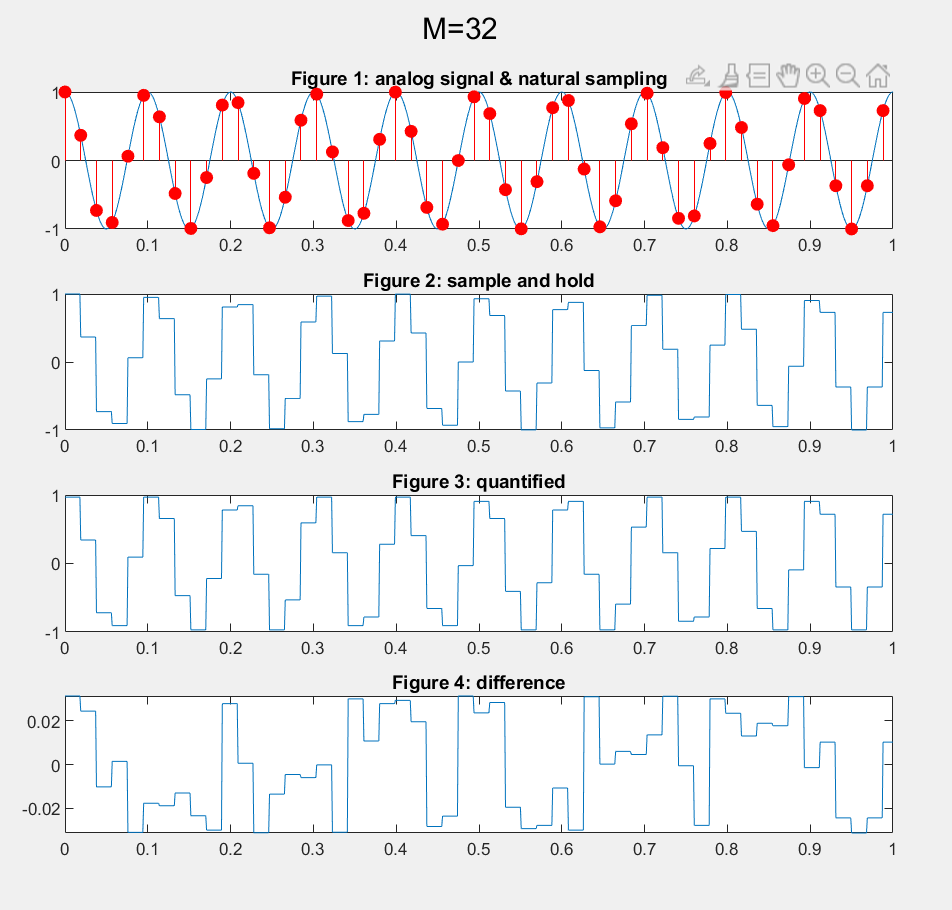 M=32
Figure 1: analog signal & natural sampling
1
0
-1
0 0.1 0.2 0.3 0.4 0.5 0.6 0.7 0.8 0.9 1
Figure 2: sample and hold
1
0
-1
0 0.1 0.2 0.3 0.4 0.5 0.6 0.7 0.8 0.9 1
Figure 3: quantified
1
0
-1
0 0.1 0.2 0.3 0.4 0.5 0.6 0.7 0.8 0.9 1
Figure 4: difference
0.02
0
-0.02
0 0.1 0.2 0.3 0.4 0.5 0.6 0.7 0.8 0.9 1